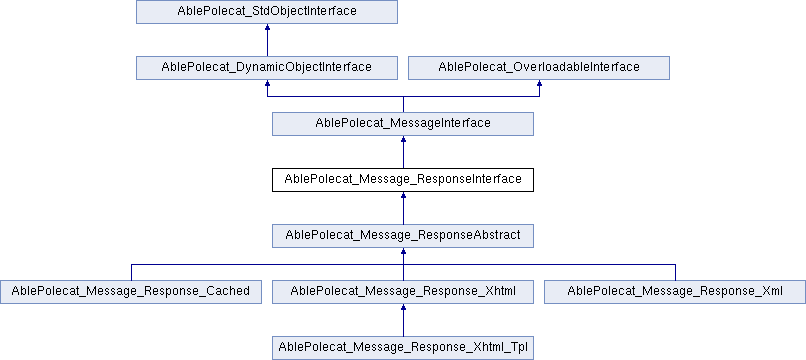 AblePolecat_StdObjectInterface
AblePolecat_DynamicObjectInterface
AblePolecat_OverloadableInterface
AblePolecat_MessageInterface
AblePolecat_Message_ResponseInterface
AblePolecat_Message_ResponseAbstract
AblePolecat_Message_Response_Cached
AblePolecat_Message_Response_Xhtml
AblePolecat_Message_Response_Xml
AblePolecat_Message_Response_Xhtml_Tpl